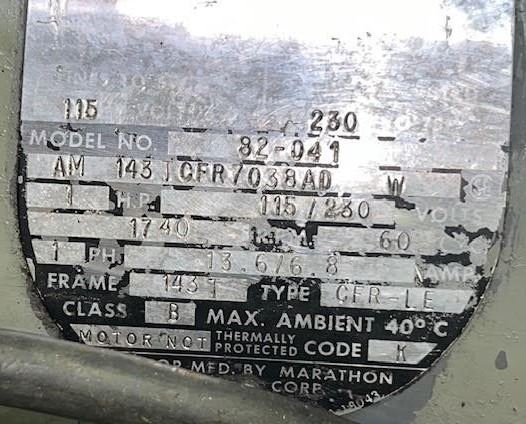 115 230
MODEL NO. 82-041
AM 143TCFR7038AD W
1 H.P. 115/230 VOLTS
1740 60
1 PH 13.6/6.8 AMP
FRAME 143T TYPE CFR-LE
CLASS B MAX. AMBIENT 40° C
MOTOR NOT THERMALLY PROTECTED CODE K
MFD. BY MARATHON
CORP.